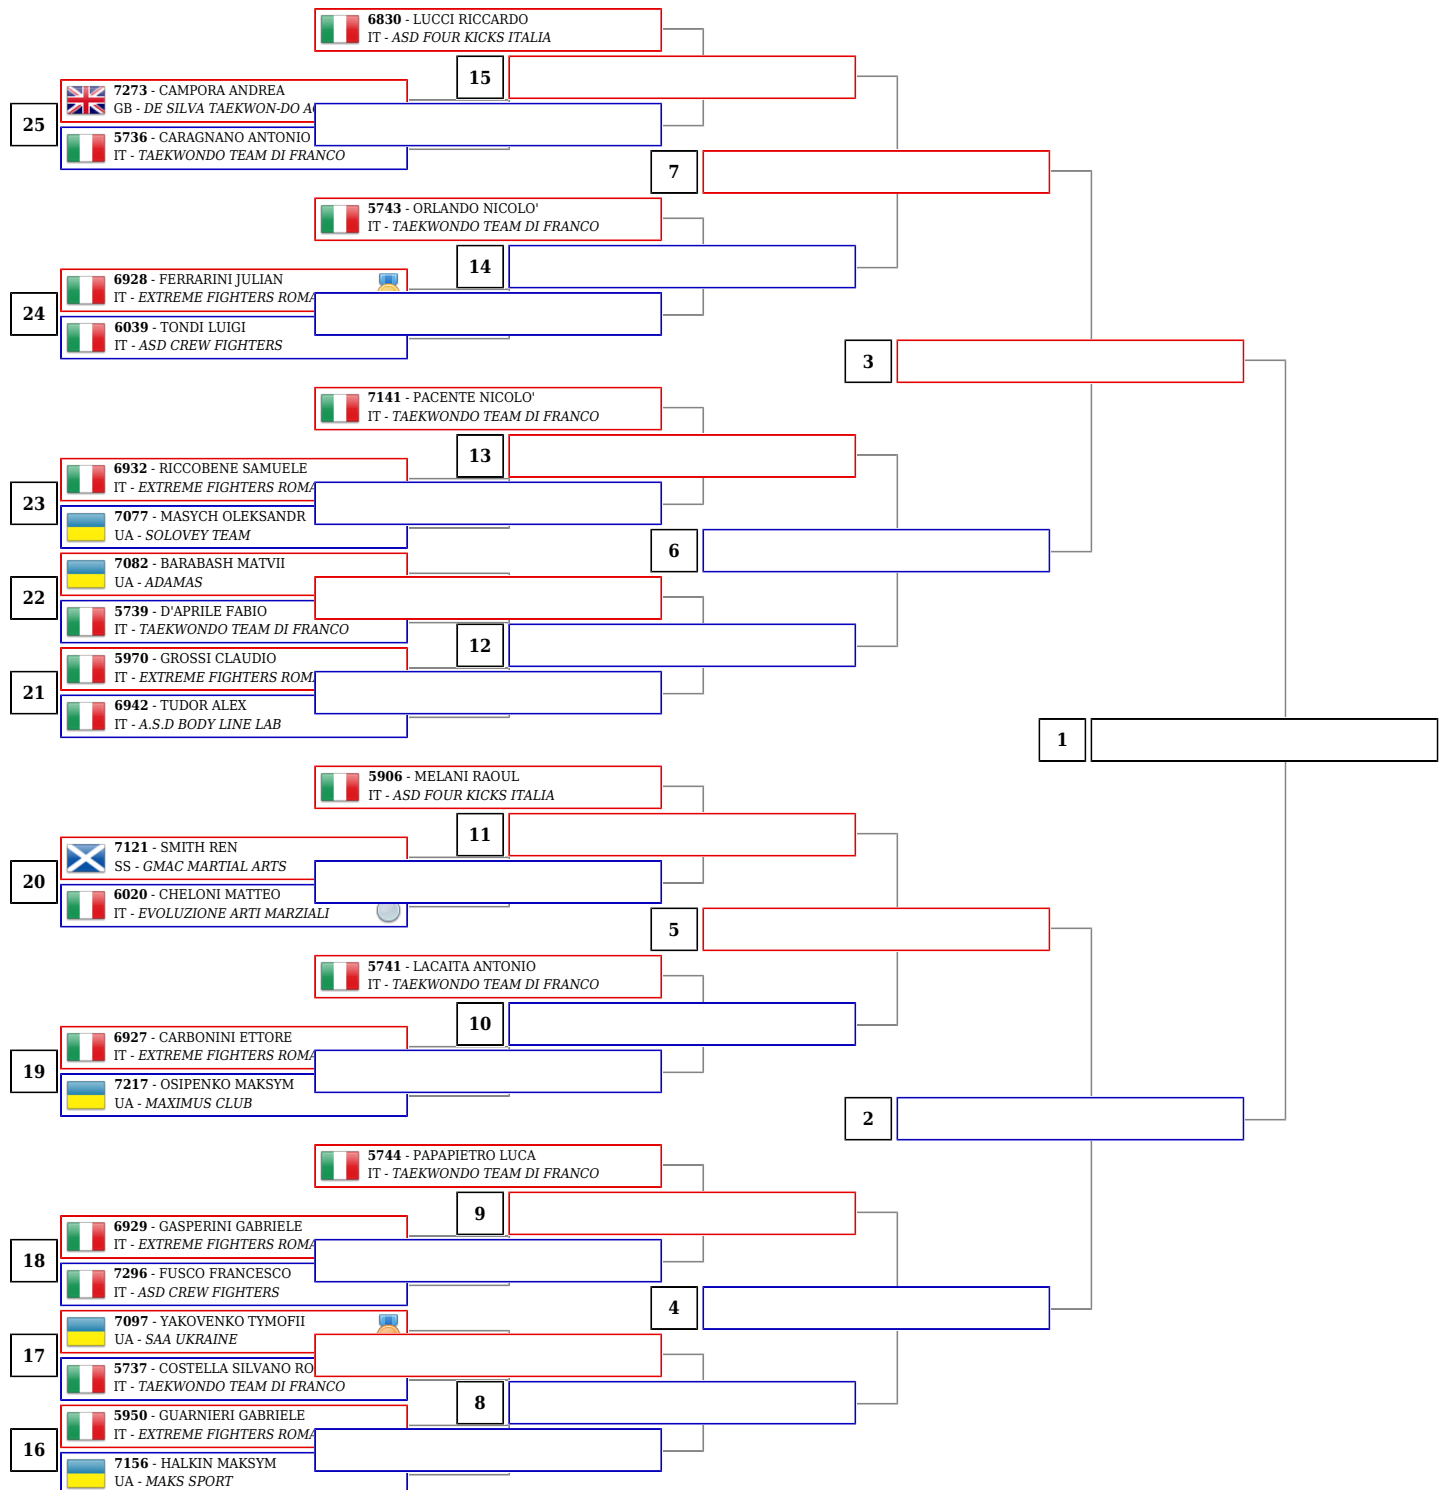 6830 - LUCCI RICCARDO
IT - ASD FOUR KICKS ITALIA
15
7273 - CAMPORA ANDREA
GB - DE SILVA TAEKWON-DO
25
5736 - CARAGNANO ANTONIO
IT - TAEKWONDO TEAM DI FRANCO
7
5743 - ORLANDO NICOLO'
IT - TAEKWONDO TEAM DI FRANCO
14
6928 - FERRARINI JULIAN
IT - EXTREME FIGHTERS ROMA
24
6039 - TONDI LUIGI
IT - ASD CREW FIGHTERS
3
7141 - PACENTE NICOLO'
IT - TAEKWONDO TEAM DI FRANCO
13
6932 - RICCOBENE SAMUELE
IT - EXTREME FIGHTERS ROMA
23
7077 - MASYCH OLEKSANDR
UA - SOLOVEY TEAM
6
7082 - BARABASH MATVII
UA - ADAMAS
22
5739 - D'APRILE FABIO
IT - TAEKWONDO TEAM DI FRANCO
12
5970 - GROSSI CLAUDIO
IT - EXTREME FIGHTERS
21
6942 - TUDOR ALEX
IT - A.S.D BODY LINE LAB
1
5906 - MELANI RAOUL
IT - ASD FOUR KICKS ITALIA
11
7121 - SMITH REN
SS - GMAC MARTIAL ARTS
20
6020 - CHELONI MATTEO
IT - EVOLUZIONE ARTI MARZIALI
5
5741 - LACAITA ANTONIO
IT - TAEKWONDO TEAM DI FRANCO
10
6927 - CARBONINI ETTORE
IT - EXTREME FIGHTERS ROMA
19
7217 - OSIPENKO MAKSYM
UA - MAXIMUS CLUB
2
5744 - PAPAPIETRO LUCA
IT - TAEKWONDO TEAM DI FRANCO
9
6929 - GASPERINI GABRIELE
IT - EXTREME FIGHTERS ROMA
18
7296 - FUSCO FRANCESCO
IT - ASD CREW FIGHTERS
4
7097 - YAKOVENKO TYMOFII
UA - SAA UKRAINE
17
5737 - COSTELLA SILVANO RO
IT - TAEKWONDO TEAM DI FRANCO
8
5950 - GUARNIERI GABRIELE
IT - EXTREME FIGHTERS ROMA
16
7156 - HALKIN MAKSYM
UA - MAKS SPORT